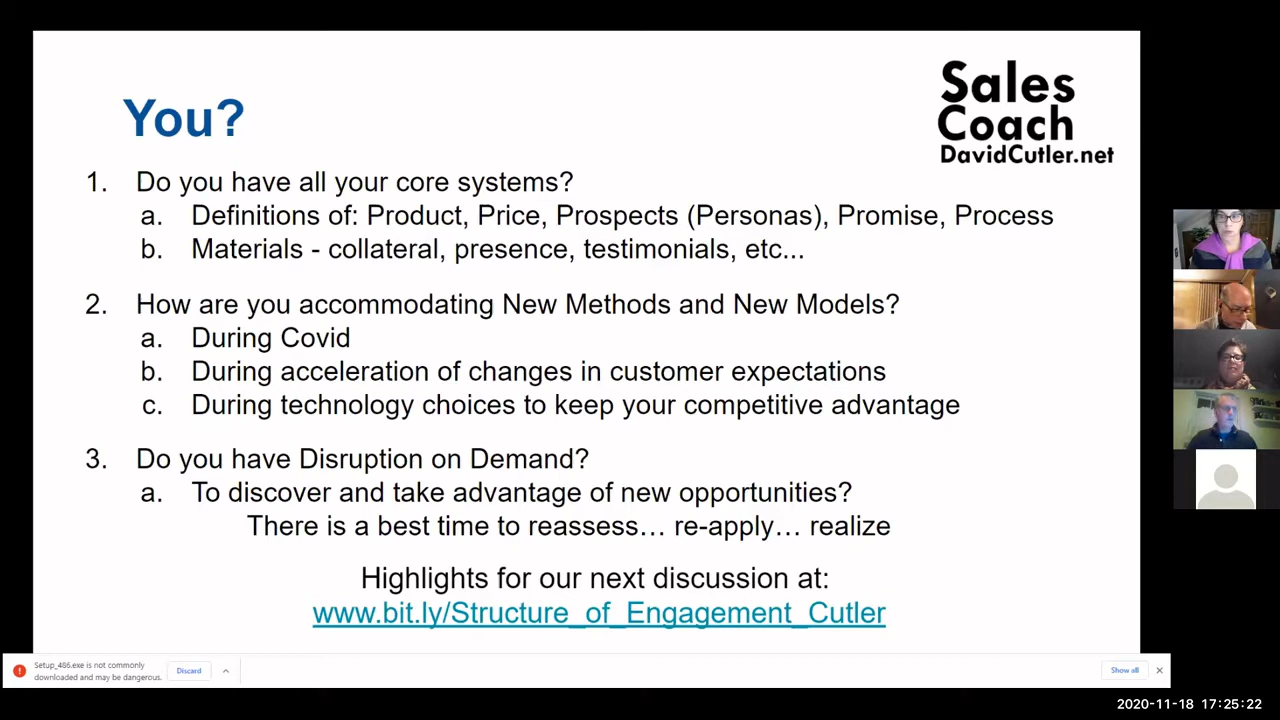 Sales
Coach
DavidCutler.net
You?
1. Do you have all your core systems?
a. Definitions of: Product, Price, Prospects (Personas), Promise, Process
b. Materials - collateral, presence, testimonials, etc...
2. How are you accommodating New Methods and New Models?
a. During Covid
b. During acceleration of changes in customer expectations
c. During technology choices to keep your competitive advantage
3. Do you have Disruption on Demand?
a. To discover and take advantage of new opportunities?
There is a best time to reassess… re-apply… realize
Highlights for our next discussion at:
www.bit.ly/Structure_of_Engagement_Cutler
Setup_486.exe is not commonly
downloaded and may be dangerous.
Discard
Show all
2020-11-18 17:25:22